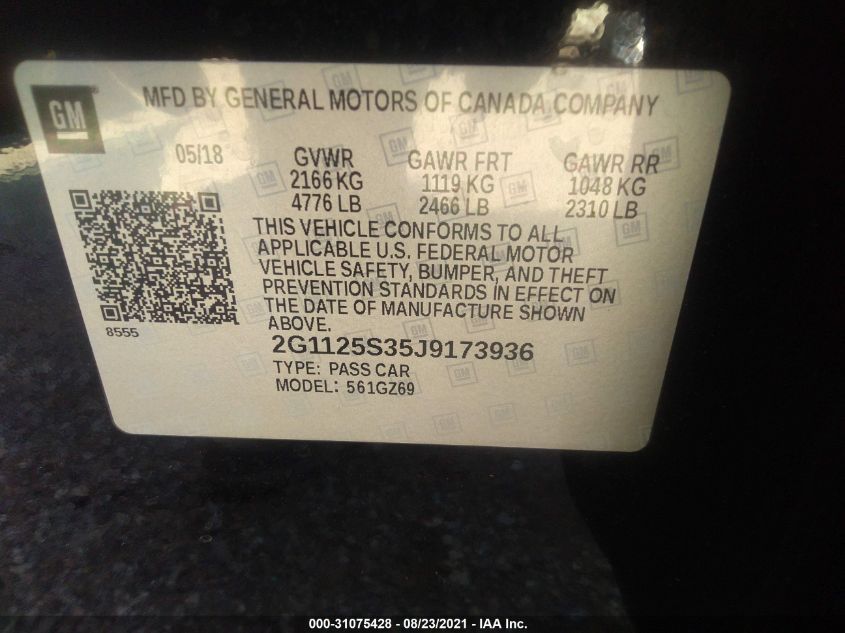 GM
MFD BY GENERAL MOTORS OF CANADA COMPANY
05/18 GVWR GAWR FRT GAWR RR
2166 KG 1119 KG 1048 KG
4776 LB 2466 LB 2310 LB
THIS VEHICLE CONFORMS TO ALL
APPLICABLE U.S. FEDERAL MOTOR
VEHICLE SAFETY, BUMPER, AND THEFT
PREVENTION STANDARDS IN EFFECT ON
THE DATE OF MANUFACTURE SHOWN
ABOVE.
8555
2G1125S35J9173936
TYPE: PASS CAR
MODEL: 561GZ69
000-31075428 - 08/23/2021 - IAA Inc.